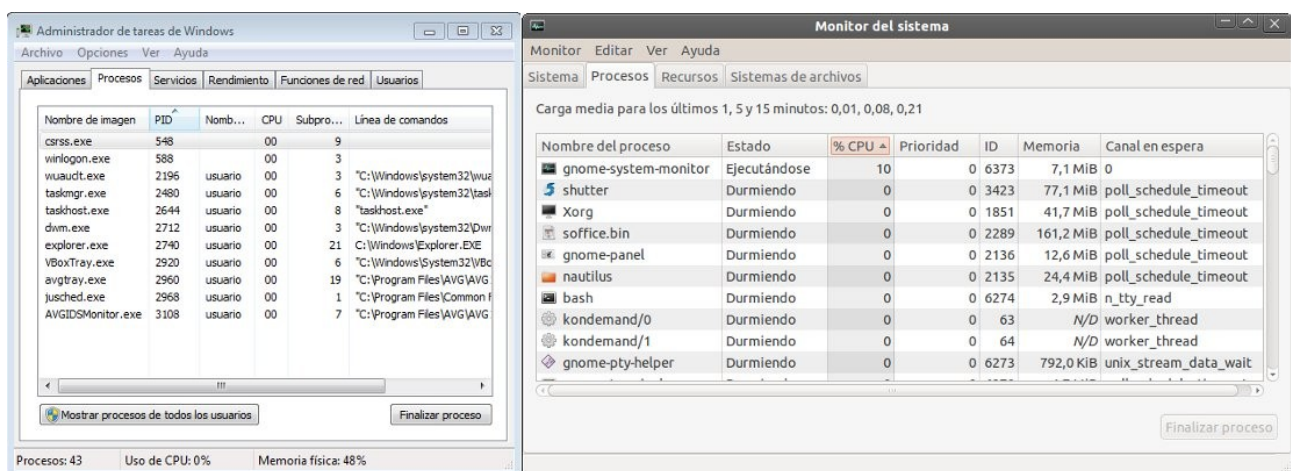 Administrador de tareas de Windows
Archivo Opciones Ver Ayuda
Aplicaciones Procesos Servicios Rendimiento Funciones de red Usuarios
Nombre de imagen PID Nomb... CPU Subpro... Línea de comandos
csrss.exe 548 00 9
winlogon.exe 588 00 3
wuauclt.exe 2196 usuario 00 3 "C:\Windows\system32\wua
taskmgr.exe 2480 usuario 00 6 "C:\Windows\system32\task
taskhost.exe 2644 usuario 00 8 "taskhost.exe"
dwm.exe 2712 usuario 00 3 "C:\Windows\system32\Dwm
explorer.exe 2740 usuario 00 21 C:\Windows\Explorer.EXE
VBoxTray.exe 2920 usuario 00 6 "C:\Windows\System32\VBo
avgtray.exe 2960 usuario 00 19 "C:\Program Files\AVG\AVG
jusched.exe 2968 usuario 00 1 "C:\Program Files\Common F
AVGIDSMonitor.exe 3108 usuario 00 7 "C:\Program Files\AVG\AVG
Mostrar procesos de todos los usuarios Finalizar proceso
Procesos: 43 Uso de CPU: 0% Memoria física: 48%
Monitor del sistema
Monitor Editar Ver Ayuda
Sistema Procesos Recursos Sistemas de archivos
Carga media para los últimos 1, 5 y 15 minutos: 0,01, 0,08, 0,21
Nombre del proceso Estado % CPU Prioridad ID Memoria Canal en espera
gnome-system-monitor Ejecutándose 10 0 6373 7,1 MiB 0
shutter Durmiendo 0 0 3423 77,1 MiB poll_schedule_timeout
Xorg Durmiendo 0 0 1851 41,7 MiB poll_schedule_timeout
soffice.bin Durmiendo 0 0 2289 161,2 MiB poll_schedule_timeout
gnome-panel Durmiendo 0 0 2136 12,6 MiB poll_schedule_timeout
nautilus Durmiendo 0 0 2135 24,4 MiB poll_schedule_timeout
bash Durmiendo 0 0 6274 2,9 MiB n_tty_read
kondemand/0 Durmiendo 0 0 63 N/D worker_thread
kondemand/1 Durmiendo 0 0 64 N/D worker_thread
gnome-pty-helper Durmiendo 0 0 6273 792,0 KiB unix_stream_data_wait
Finalizar proceso